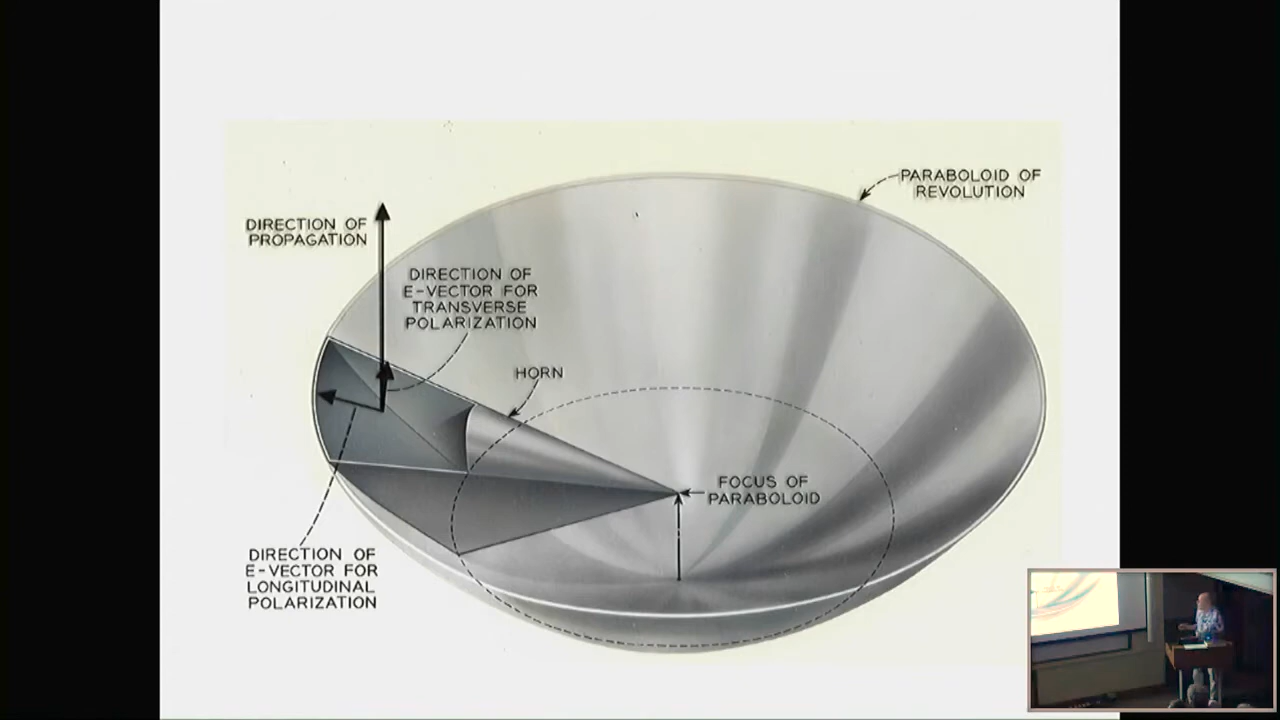 PARABOLOID OF
REVOLUTION
DIRECTION OF
PROPAGATION
DIRECTION OF
E-VECTOR FOR
TRANSVERSE
POLARIZATION
HORN
FOCUS OF
PARABOLOID
DIRECTION OF
E-VECTOR FOR
LONGITUDINAL
POLARIZATION